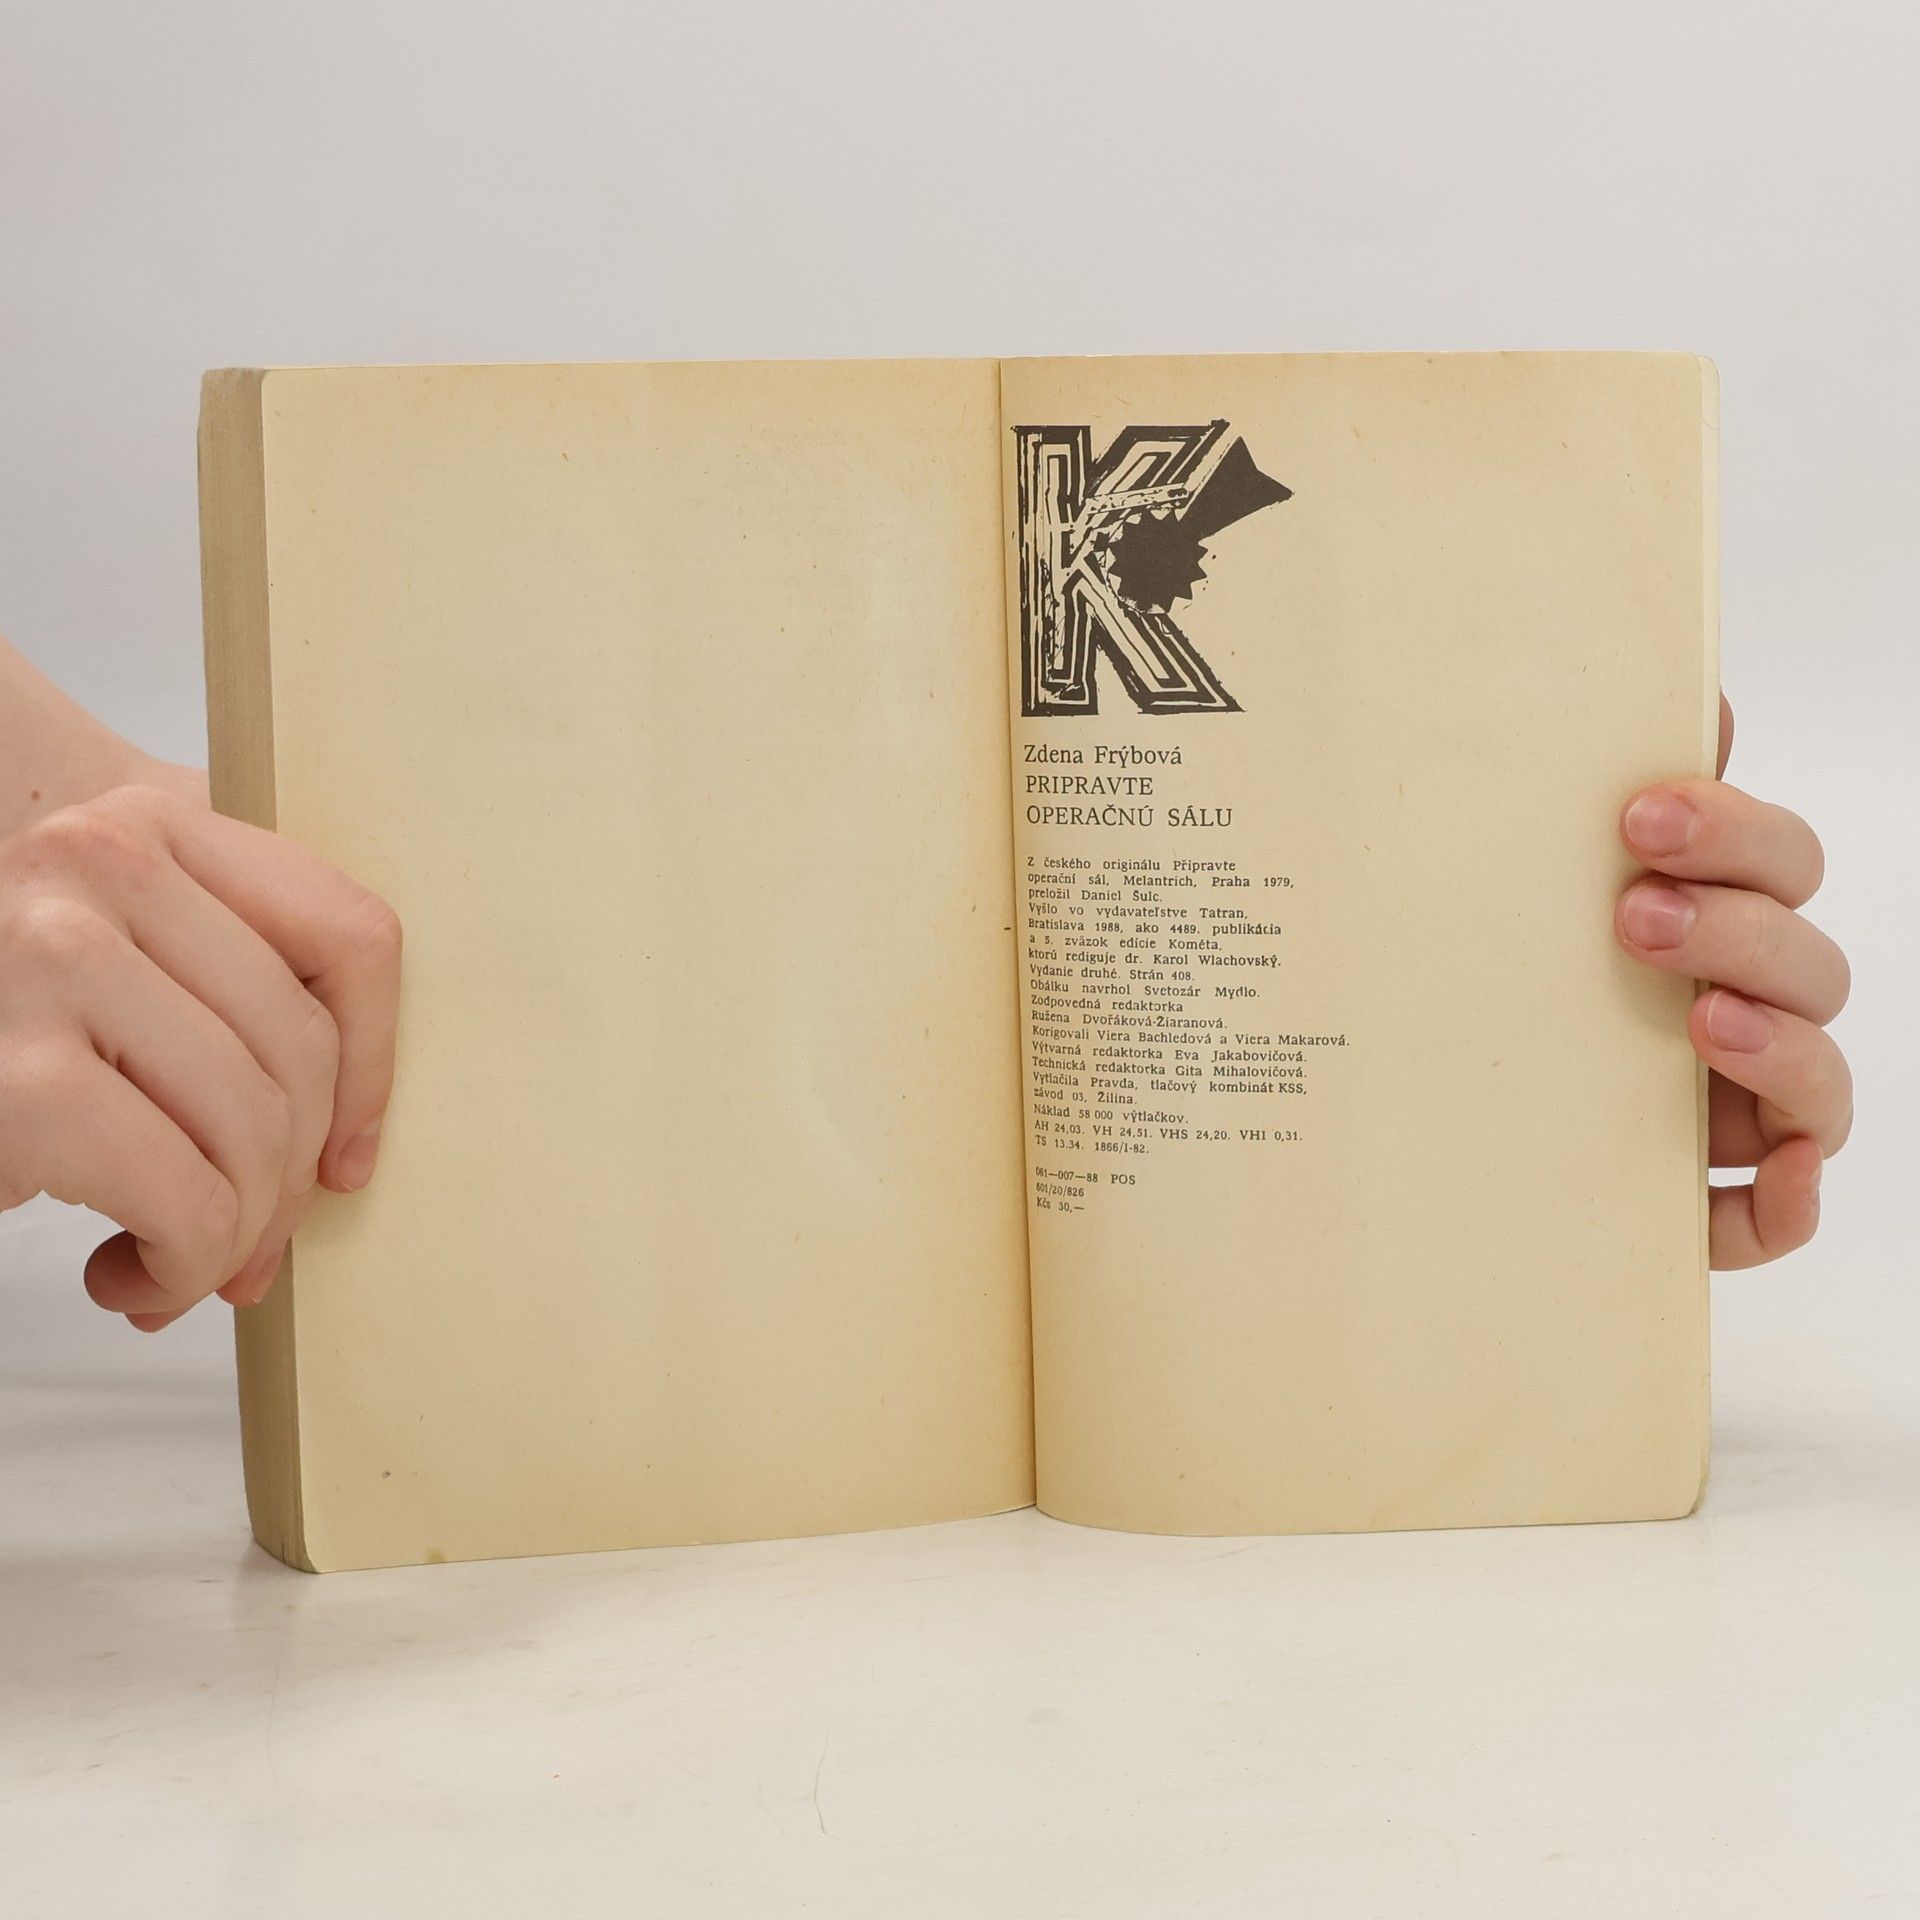 K
Zdena Frýbová
PRIPRAVTE
OPERAČNÚ SÁLU
Z českého originálu Připravte
operační sál, Melantrich, Praha 1979,
preložil Daniel Šulc.
Vyšlo vo vydavateľstve Tatran,
Bratislava 1988, ako 4489. publikácia
a 5. zväzok edície Kométa,
ktorú rediguje dr. Karol Wlachovský.
Vydanie druhé. Strán 408.
Obálku navrhol Svetozár Mydlo.
Zodpovedná redaktorka
Ružena Dvořáková-Žiaranová.
Korigovali Viera Bachleďová a Viera Makarová.
Výtvarná redaktorka Eva Jakabovičová.
Technická redaktorka Gita Mihalovičová.
Vytlačila Pravda, tlačový kombinát KSS,
závod 03, Žilina.
Náklad 58 000 výtlačkov.
AH 24,03. VH 24,51. VHS 24,20. VHI 0,31.
TS 13.34. 1866/I-82.
061—007—88 POS
601/20/826
Kčs 30,—